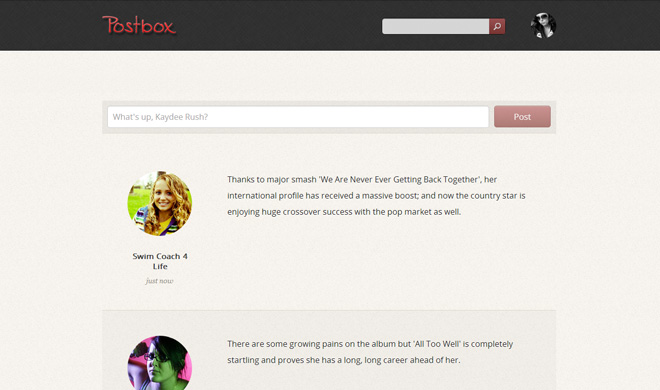 Postbox
What's up, Kaydee Rush?
Post
Thanks to major smash 'We Are Never Ever Getting Back Together', her
international profile has received a massive boost; and now the country star is
enjoying huge crossover success with the pop market as well.
Swim Coach 4
Life
just now
There are some growing pains on the album but 'All Too Well' is completely
startling and proves she has a long, long career ahead of her.